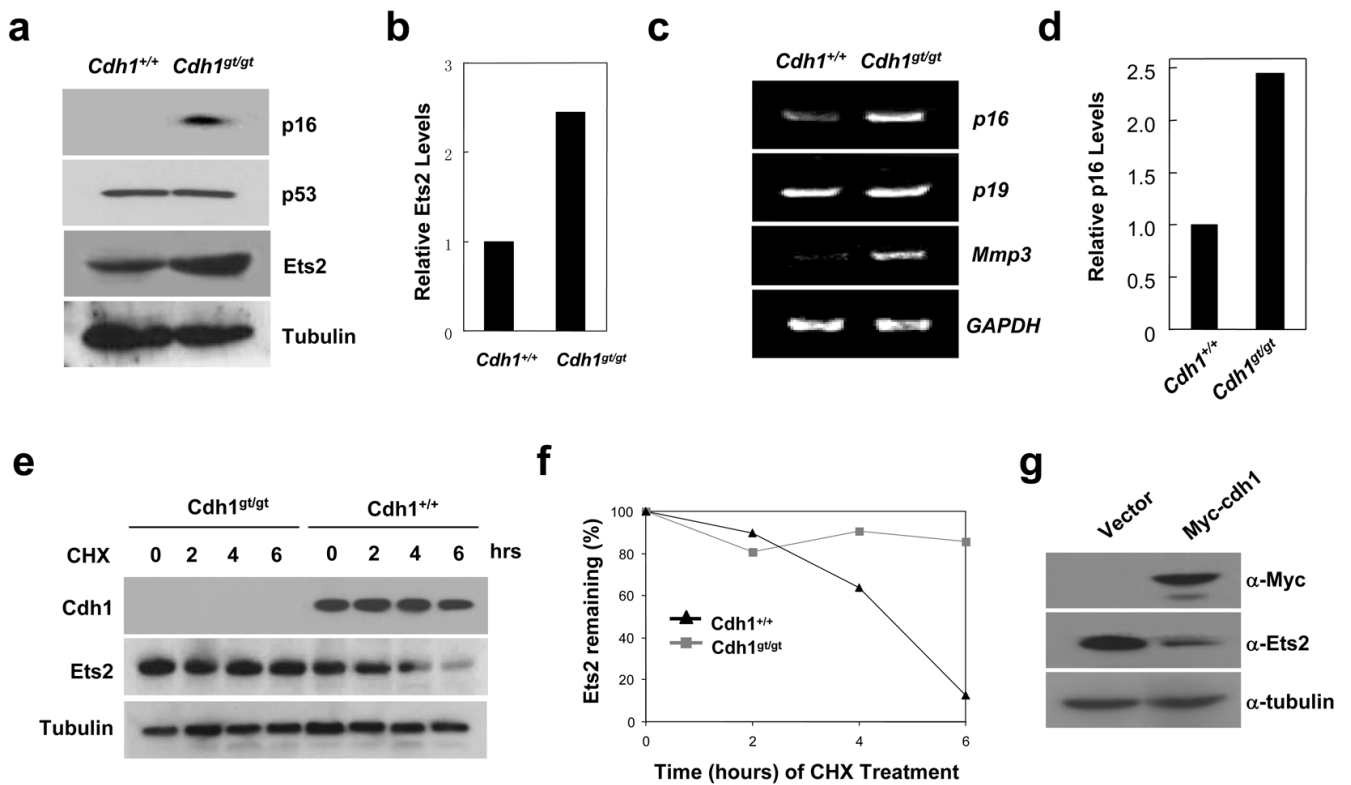 a
Cdh1+/+ Cdh1gt/gt
p16
p53
Ets2
Tubulin
b
Relative Ets2 Levels
3
2
1
0
Cdh1+/+ Cdh1gt/gt
c
Cdh1+/+ Cdh1gt/gt
p16
p19
Mmp3
GAPDH
d
Relative p16 Levels
2.5
2.0
1.5
1.0
0.5
0
Cdh1+/+ Cdh1gt/gt
e
Cdh1gt/gt Cdh1+/+
CHX 0 2 4 6 0 2 4 6 hrs
Cdh1
Ets2
Tubulin
f
Ets2 remaining (%)
100
80
60
40
20
0
Cdh1+/+
Cdh1gt/gt
0 2 4 6
Time (hours) of CHX Treatment
g
Vector Myc-cdh1
α-Myc
α-Ets2
α-tubulin